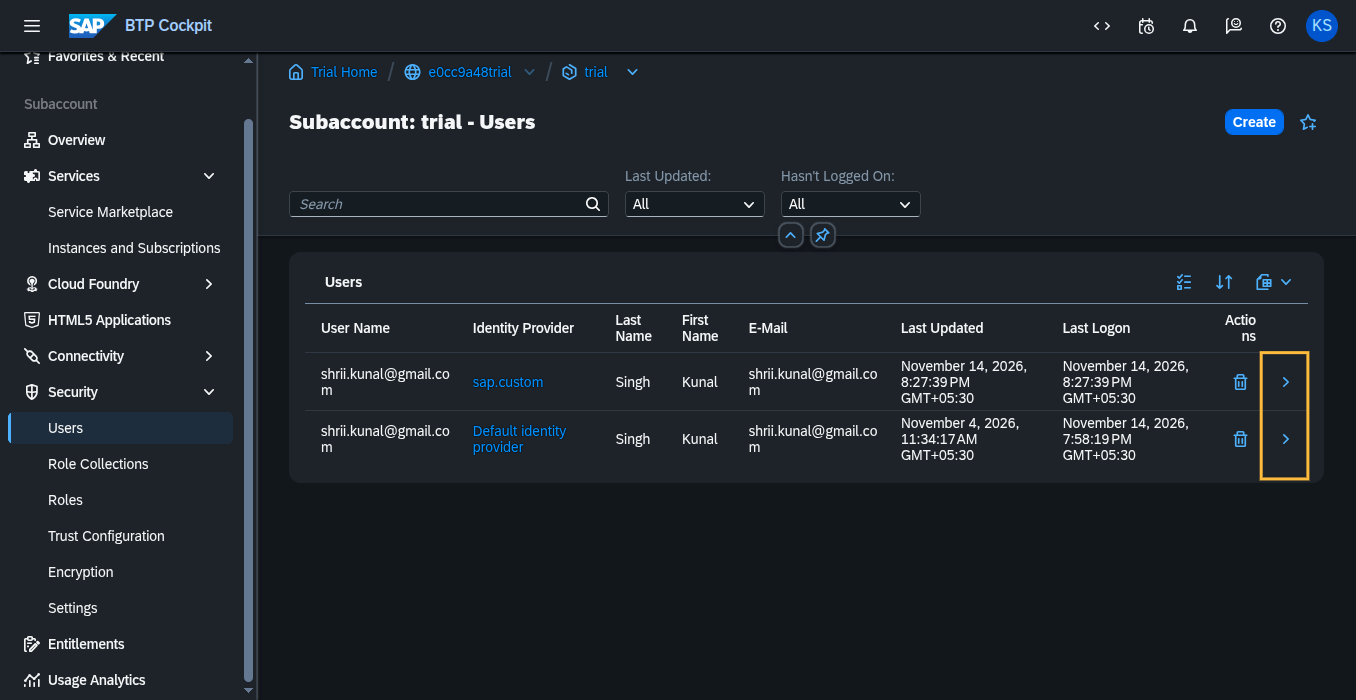 SAP BTP Cockpit
KS
Favorites & Recent
Subaccount
Overview
Services
Service Marketplace
Instances and Subscriptions
Cloud Foundry
HTML5 Applications
Connectivity
Security
Users
Role Collections
Roles
Trust Configuration
Encryption
Settings
Entitlements
Usage Analytics
Trial Home / e0cc9a48trial / trial
Subaccount: trial - Users
Create
Last Updated:
Hasn't Logged On:
Search
All
All
Users
User Name
Identity Provider
Last
Name
First
Name
E-Mail
Last Updated
Last Logon
Actio
ns
shrii.kunal@gmail.co
m
sap.custom
Singh
Kunal
shrii.kunal@gmail.co
m
November 14, 2026,
8:27:39 PM
GMT+05:30
November 14, 2026,
8:27:39 PM
GMT+05:30
shrii.kunal@gmail.co
m
Default identity
provider
Singh
Kunal
shrii.kunal@gmail.co
m
November 4, 2026,
11:34:17 AM
GMT+05:30
November 14, 2026,
7:58:19 PM
GMT+05:30